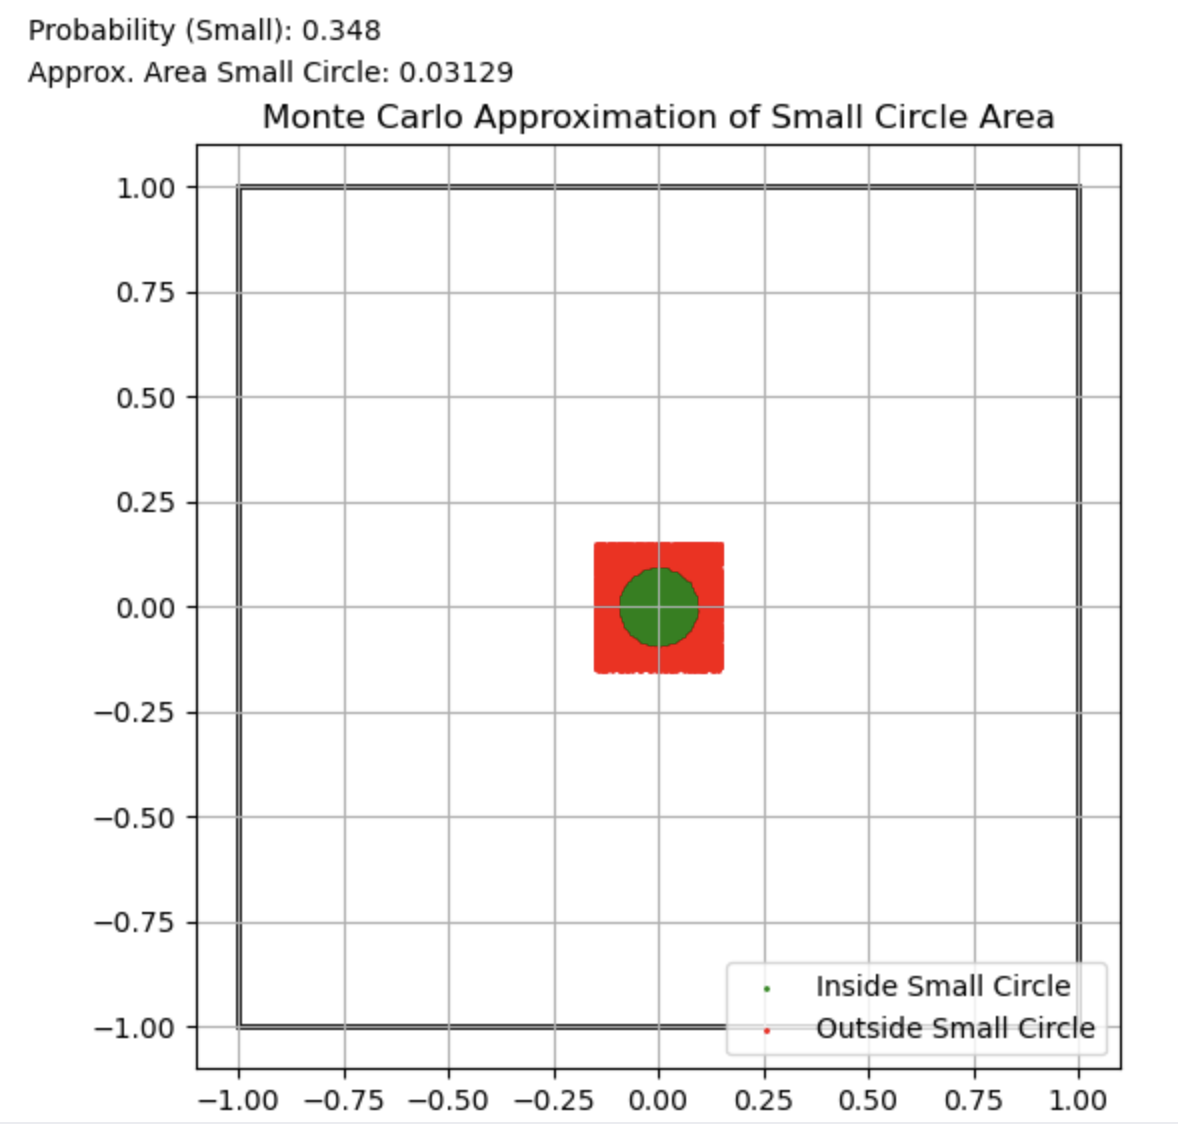 Probability (Small): 0.348
Approx. Area Small Circle: 0.03129
Monte Carlo Approximation of Small Circle Area
1.00
0.75
0.50
0.25
0.00
−0.25
−0.50
−0.75
−1.00
Inside Small Circle
Outside Small Circle
−1.00 −0.75 −0.50 −0.25 0.00 0.25 0.50 0.75 1.00